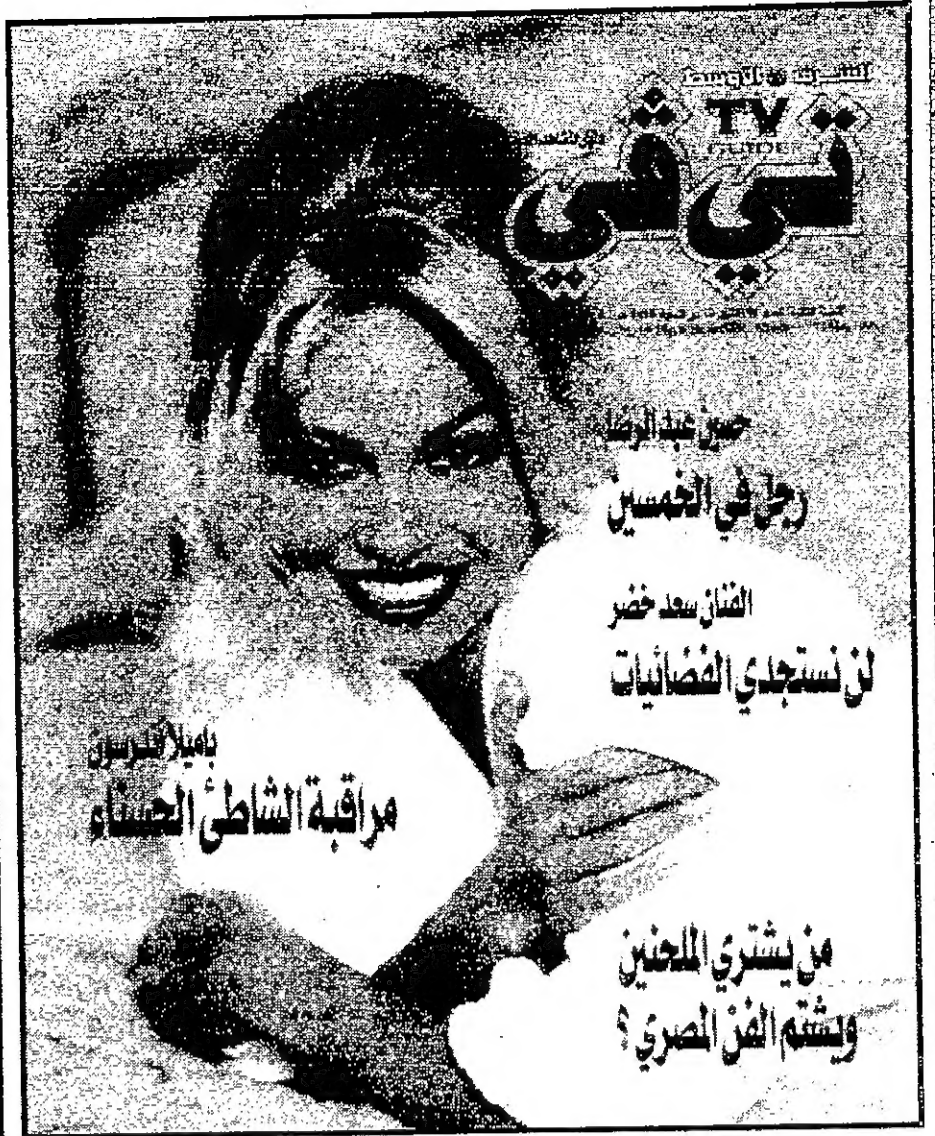 الشرق الأوسط
TV
GUIDE
تي في
حسين عبد الرضا
رجل في الخمسين
الفنان سعد خضر
لن نستجدي الفضائيات
باميلا اندرسون
مراقبة الشاطئ الحسناء
من يشتري الملحنين
ويشتم الفن المصري ؟